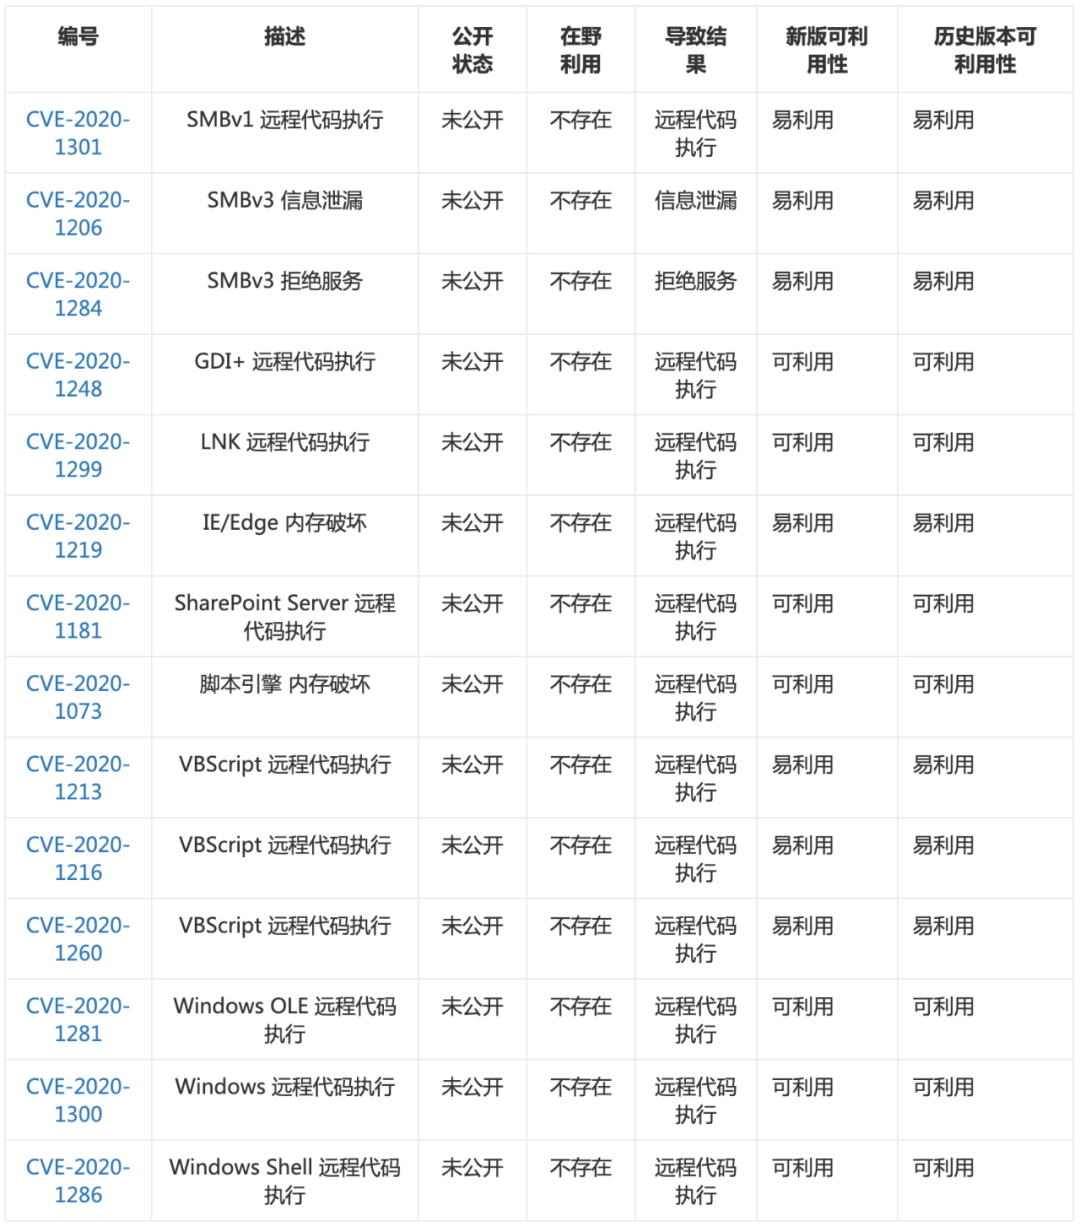 编号 描述 公开 在野 导致结 新版可利 历史版本可
状态 利用 果 用性 利用性
CVE-2020- SMBv1 远程代码执行 未公开 不存在 远程代码 易利用 易利用
1301 执行
CVE-2020- SMBv3 信息泄漏 未公开 不存在 信息泄漏 易利用 易利用
1206
CVE-2020- SMBv3 拒绝服务 未公开 不存在 拒绝服务 易利用 易利用
1284
CVE-2020- GDI+ 远程代码执行 未公开 不存在 远程代码 可利用 可利用
1248 执行
CVE-2020- LNK 远程代码执行 未公开 不存在 远程代码 可利用 可利用
1299 执行
CVE-2020- IE/Edge 内存破坏 未公开 不存在 远程代码 易利用 易利用
1219 执行
CVE-2020- SharePoint Server 远程 未公开 不存在 远程代码 可利用 可利用
1181 代码执行 执行
CVE-2020- 脚本引擎 内存破坏 未公开 不存在 远程代码 可利用 可利用
1073 执行
CVE-2020- VBScript 远程代码执行 未公开 不存在 远程代码 易利用 易利用
1213 执行
CVE-2020- VBScript 远程代码执行 未公开 不存在 远程代码 易利用 易利用
1216 执行
CVE-2020- VBScript 远程代码执行 未公开 不存在 远程代码 易利用 易利用
1260 执行
CVE-2020- Windows OLE 远程代码 未公开 不存在 远程代码 可利用 可利用
1281 执行 执行
CVE-2020- Windows 远程代码执行 未公开 不存在 远程代码 可利用 可利用
1300 执行
CVE-2020- Windows Shell 远程代码 未公开 不存在 远程代码 可利用 可利用
1286 执行 执行